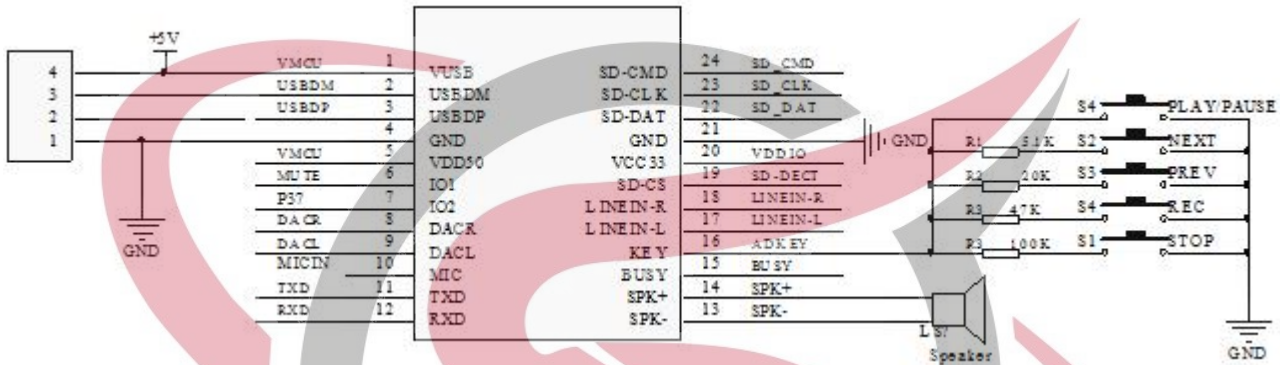 +5V
4
3
2
1
GND
VMCU 1 VUSB
USBDM 2 USBDM
USBDP 3 USBDP
4 GND
VMCU 5 VDD50
MUTE 6 IO1
P37 7 IO2
DACR 8 DACR
DACL 9 DACL
MICIN 10 MIC
TXD 11 TXD
RXD 12 RXD
SD-CMD 24 SD_CMD
SD-CLK 23 SD_CLK
SD-DAT 22 SD_DAT
GND 21 GND
VCC33 20 VDDIO
SD-CS 19 SD-DECT
LINEIN-R 18 LINEIN-R
LINEIN-L 17 LINEIN-L
KEY 16 ADKEY
BUSY 15 BUSY
SPK+ 14 SPK+
SPK- 13 SPK-
LS?
Speaker
S4 PLAY/PAUSE
R1 5.1K S2 NEXT
R2 20K S3 PREV
R3 47K S4 REC
R3 100K S1 STOP
GND